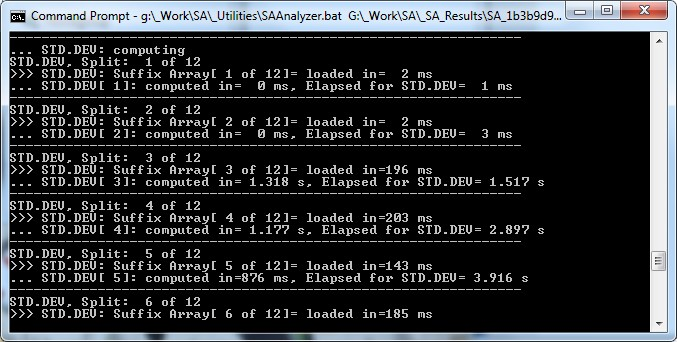 Command Prompt - g:\_Work\SA\_Utilities\SAAnalyzer.bat G:\_Work\SA\_SA_Results\SA_1b3b9d9...
----------------------------------------------------------------
... STD.DEV: computing
STD.DEV, Split:  1 of 12
>>> STD.DEV: Suffix Array[ 1 of 12]= loaded in=  2 ms
... STD.DEV[ 1]: computed in=  0 ms, Elapsed for STD.DEV=  1 ms
----------------------------------------------------------------
STD.DEV, Split:  2 of 12
>>> STD.DEV: Suffix Array[ 2 of 12]= loaded in=  2 ms
... STD.DEV[ 2]: computed in=  0 ms, Elapsed for STD.DEV=  3 ms
----------------------------------------------------------------
STD.DEV, Split:  3 of 12
>>> STD.DEV: Suffix Array[ 3 of 12]= loaded in=196 ms
... STD.DEV[ 3]: computed in= 1.318 s, Elapsed for STD.DEV= 1.517 s
----------------------------------------------------------------
STD.DEV, Split:  4 of 12
>>> STD.DEV: Suffix Array[ 4 of 12]= loaded in=203 ms
... STD.DEV[ 4]: computed in= 1.177 s, Elapsed for STD.DEV= 2.897 s
----------------------------------------------------------------
STD.DEV, Split:  5 of 12
>>> STD.DEV: Suffix Array[ 5 of 12]= loaded in=143 ms
... STD.DEV[ 5]: computed in=876 ms, Elapsed for STD.DEV= 3.916 s
----------------------------------------------------------------
STD.DEV, Split:  6 of 12
>>> STD.DEV: Suffix Array[ 6 of 12]= loaded in=185 ms